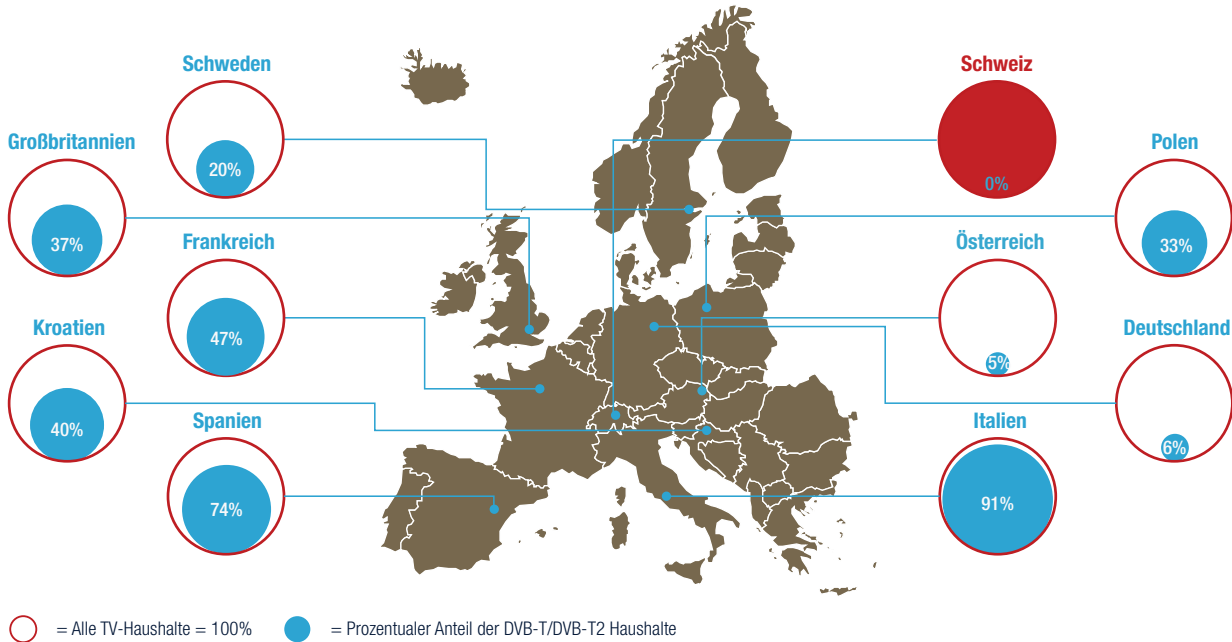 Schweden
20%
Schweiz
0%
Großbritannien
37%
Polen
33%
Frankreich
47%
Österreich
5%
Kroatien
40%
Deutschland
6%
Spanien
74%
Italien
91%
= Alle TV-Haushalte = 100%
= Prozentualer Anteil der DVB-T/DVB-T2 Haushalte